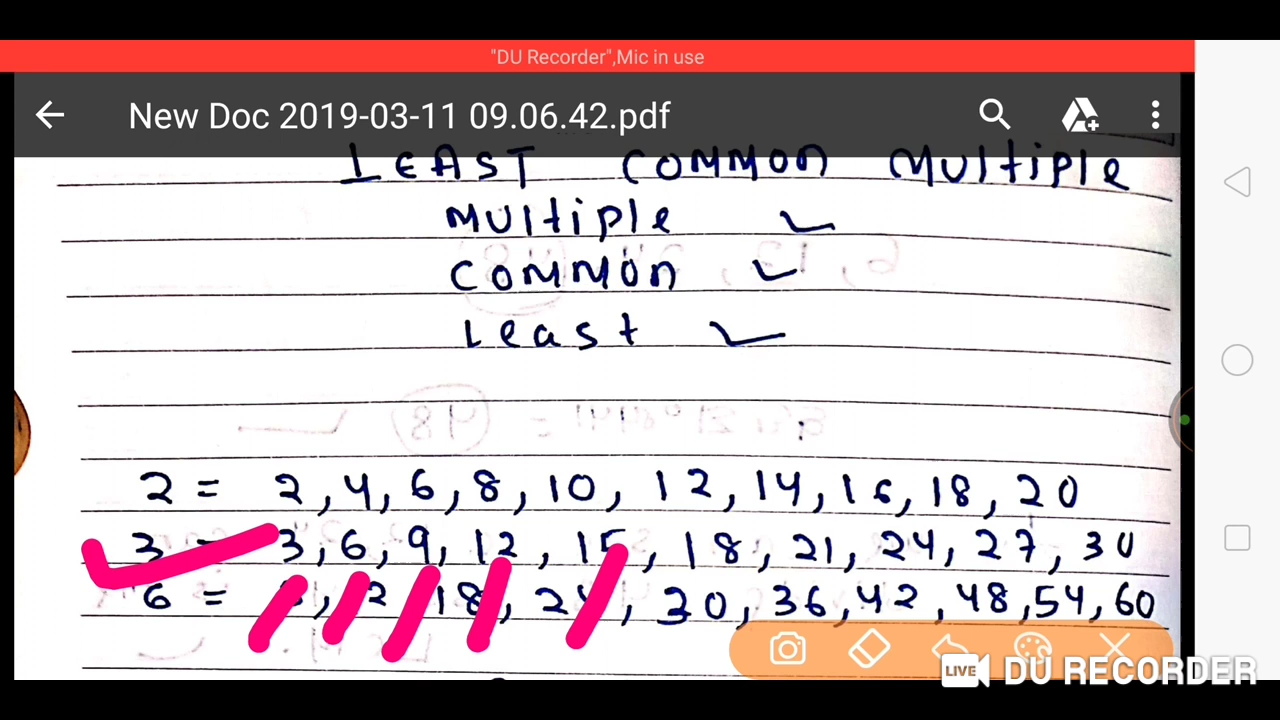 "DU Recorder",Mic in use
New Doc 2019-03-11 09.06.42.pdf
LEAST COMMON MULTIPLE
MULTIPLE
COMMON
Least
2 = 2, 4, 6, 8, 10, 12, 14, 16, 18, 20
3 = 3, 6, 9, 12, 15, 18, 21, 24, 27, 30
6 = , 12, 18, 24, 30, 36, 42, 48, 54, 60
LIVE DU RECORDER